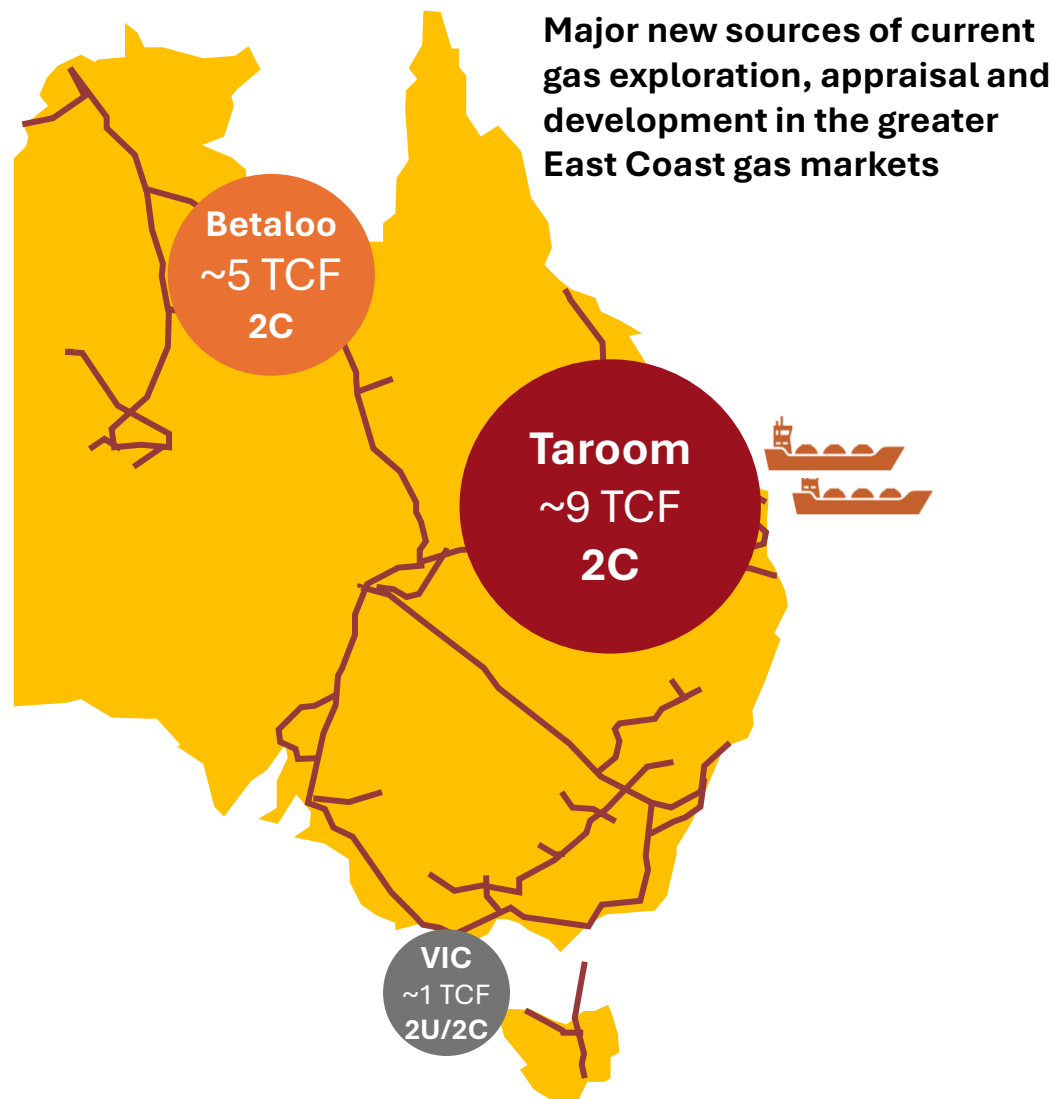 Major new sources of current
gas exploration, appraisal and
development in the greater
East Coast gas markets
Betaloo
~5 TCF
2C
Taroom
~9 TCF
2C
VIC
~1 TCF
2U/2C